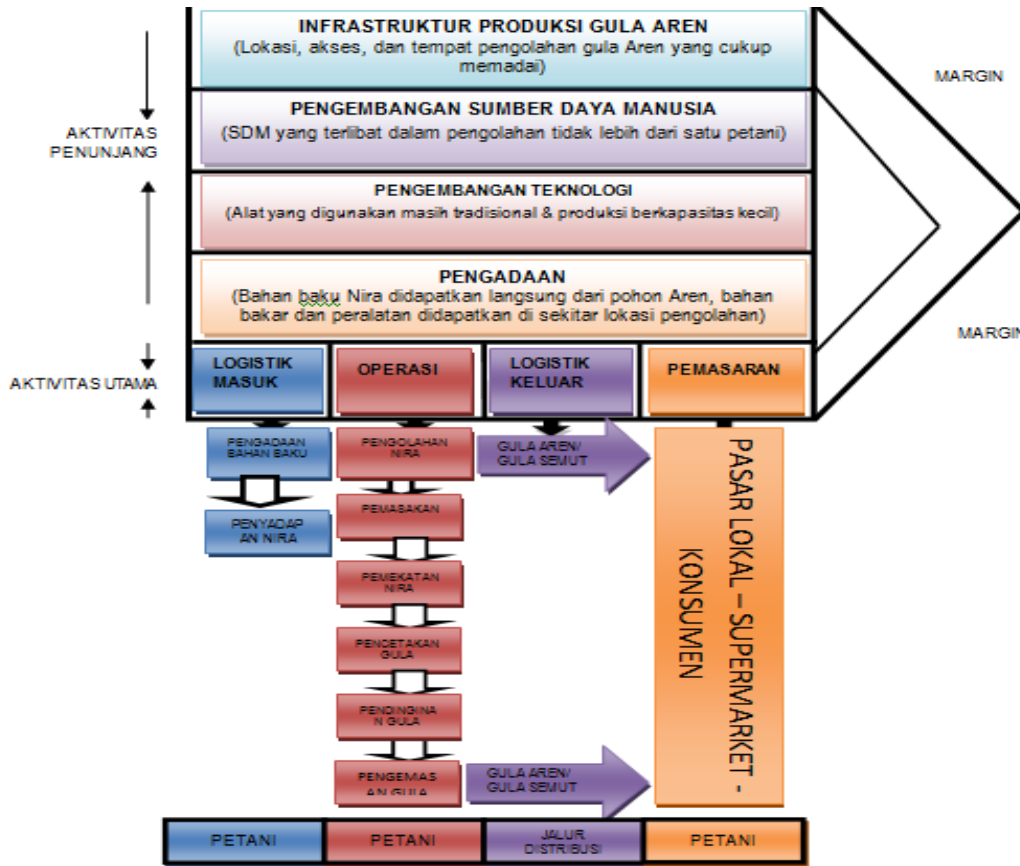 INFRASTRUKTUR PRODUKSI GULA AREN
(Lokasi, akses, dan tempat pengolahan gula Aren yang cukup
memadai)
MARGIN
PENGEMBANGAN SUMBER DAYA MANUSIA
(SDM yang terlibat dalam pengolahan tidak lebih dari satu petani)
AKTIVITAS
PENUNJANG
PENGEMBANGAN TEKNOLOGI
(Alat yang digunakan masih tradisional & produksi berkapasitas kecil)
PENGADAAN
(Bahan baku Nira didapatkan langsung dari pohon Aren, bahan
bakar dan peralatan didapatkan di sekitar lokasi pengolahan)
MARGIN
AKTIVITAS UTAMA
LOGISTIK
MASUK
OPERASI
LOGISTIK
KELUAR
PEMASARAN
PENGADAAN
BAHAN BAKU
PENYADAP
AN NIRA
PENGOLAHAN
NIRA
PEMASAKAN
PEMEKATAN
NIRA
PENCETAKAN
GULA
PENDINGINA
N GULA
PENGEMAS
AN GULA
GULA AREN/
GULA SEMUT
GULA AREN/
GULA SEMUT
PASAR LOKAL – SUPERMARKET -
KONSUMEN
PETANI
PETANI
JALUR
DISTRIBUSI
PETANI